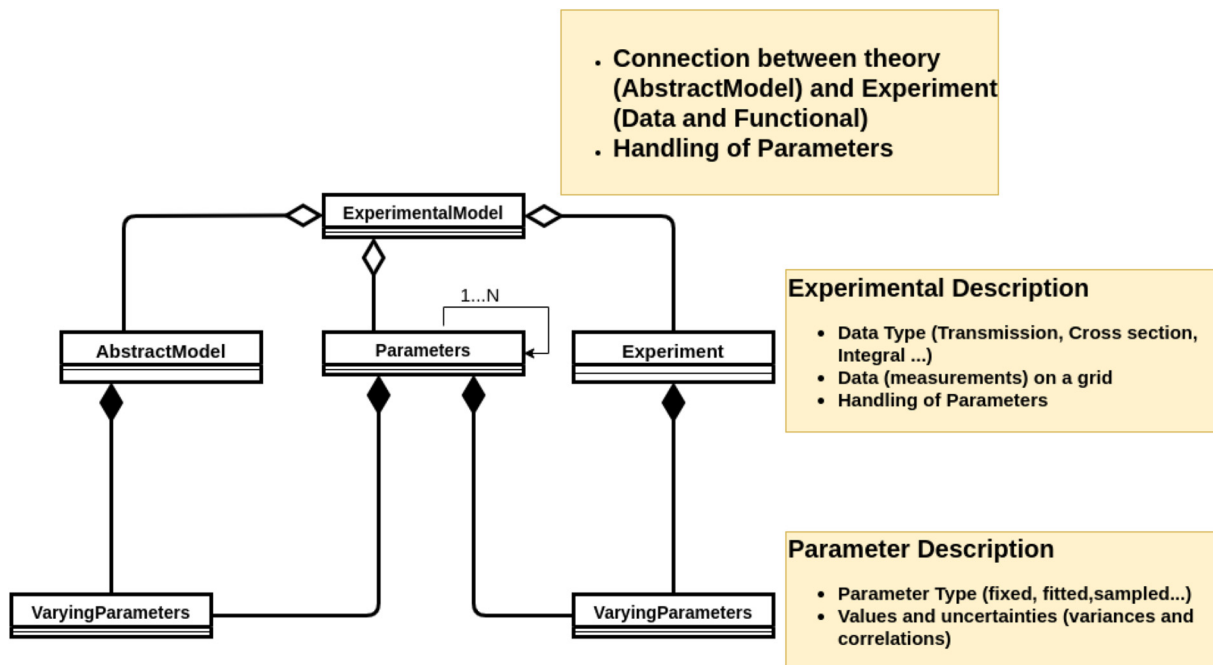 • Connection between theory
(AbstractModel) and Experiment
(Data and Functional)
• Handling of Parameters
ExperimentalModel
1...N
AbstractModel
Parameters
Experiment
Experimental Description
• Data Type (Transmission, Cross section,
Integral ...)
• Data (measurements) on a grid
• Handling of Parameters
VaryingParameters
VaryingParameters
Parameter Description
• Parameter Type (fixed, fitted,sampled...)
• Values and uncertainties (variances and
correlations)